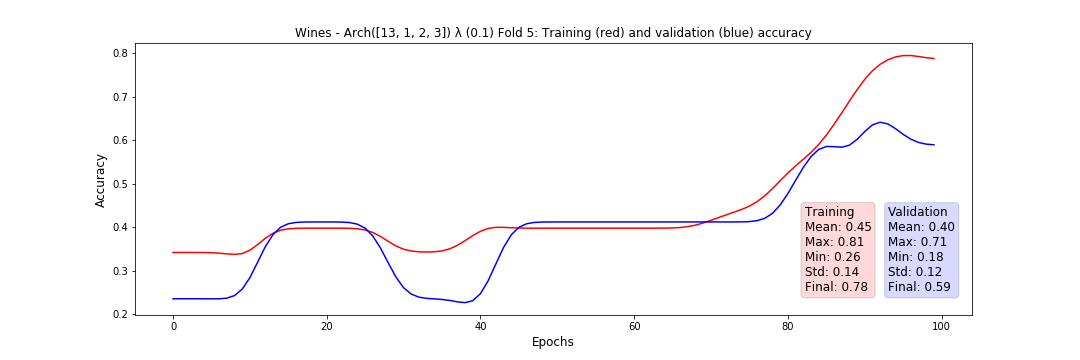 Wines - Arch([13, 1, 2, 3]) λ (0.1) Fold 5: Training (red) and validation (blue) accuracy
Accuracy
0.8
0.7
0.6
0.5
0.4
0.3
0.2
Training
Mean: 0.45
Max: 0.81
Min: 0.26
Std: 0.14
Final: 0.78
Validation
Mean: 0.40
Max: 0.71
Min: 0.18
Std: 0.12
Final: 0.59
0 20 40 60 80 100
Epochs